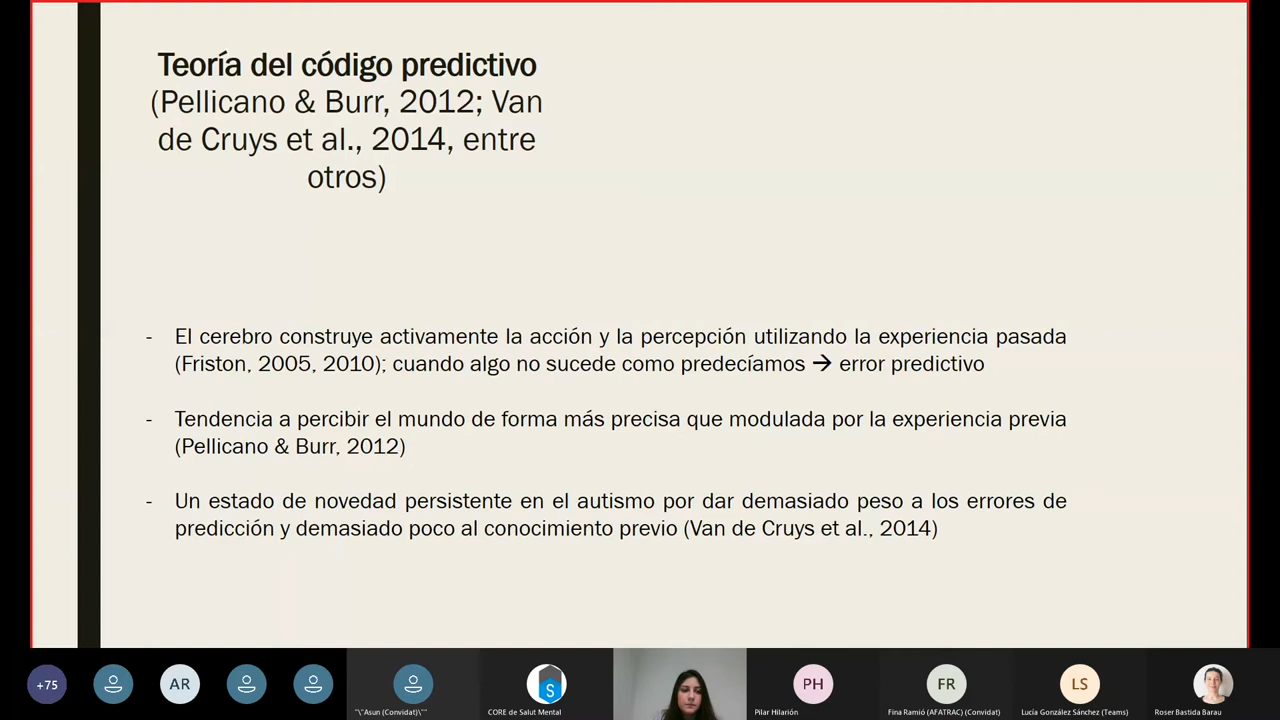 Teoría del código predictivo
(Pellicano & Burr, 2012; Van
de Cruys et al., 2014, entre
otros)
- El cerebro construye activamente la acción y la percepción utilizando la experiencia pasada
(Friston, 2005, 2010); cuando algo no sucede como predecíamos → error predictivo
- Tendencia a percibir el mundo de forma más precisa que modulada por la experiencia previa
(Pellicano & Burr, 2012)
- Un estado de novedad persistente en el autismo por dar demasiado peso a los errores de
predicción y demasiado poco al conocimiento previo (Van de Cruys et al., 2014)
+75
AR
S
PH
FR
LS
"\"Asun (Convidat)\""
CORE de Salut Mental
Pilar Hilarión
Fina Ramió (AFATRAC) (Convidat)
Lucía González Sánchez (Teams)
Roser Bastida Barau